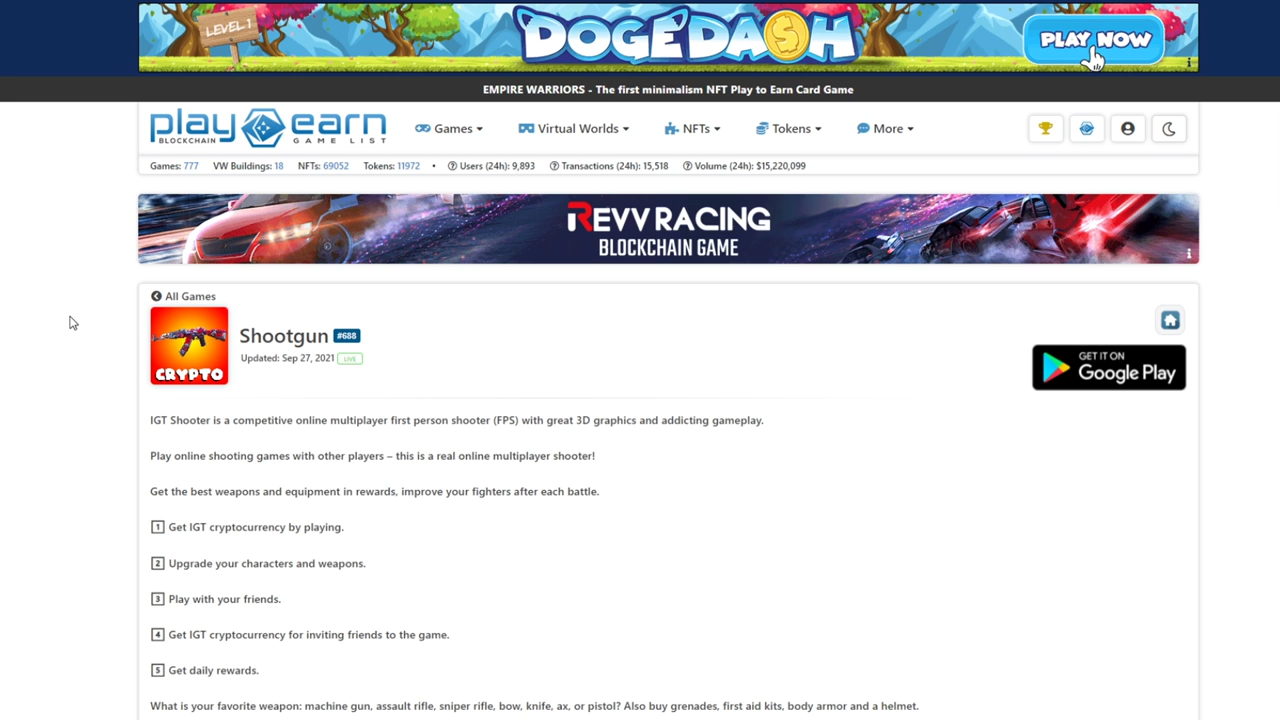 LEVEL 1
DOGEDASH
PLAY NOW
EMPIRE WARRIORS - The first minimalism NFT Play to Earn Card Game
play earn
BLOCKCHAIN GAME LIST
Games
Virtual Worlds
NFTs
Tokens
More
Games: 777 VW Buildings: 18 NFTs: 69052 Tokens: 11972 • Users (24h): 9,893 Transactions (24h): 15,518 Volume (24h): $15,220,099
REVV RACING
BLOCKCHAIN GAME
All Games
CRYPTO
Shootgun #688
Updated: Sep 27, 2021 LIVE
GET IT ON
Google Play
IGT Shooter is a competitive online multiplayer first person shooter (FPS) with great 3D graphics and addicting gameplay.
Play online shooting games with other players – this is a real online multiplayer shooter!
Get the best weapons and equipment in rewards, improve your fighters after each battle.
1 Get IGT cryptocurrency by playing.
2 Upgrade your characters and weapons.
3 Play with your friends.
4 Get IGT cryptocurrency for inviting friends to the game.
5 Get daily rewards.
What is your favorite weapon: machine gun, assault rifle, sniper rifle, bow, knife, ax, or pistol? Also buy grenades, first aid kits, body armor and a helmet.